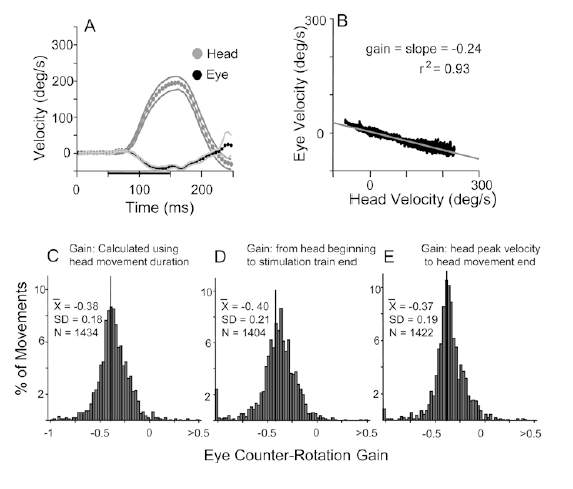 A
Velocity (deg/s)
300
200
100
0
Head
Eye
100
200
Time (ms)
B
Eye Velocity (deg/s)
300
0
gain = slope = -0.24
r² = 0.93
0
300
Head Velocity(deg/s)
C
Gain: Calculated using
head movement duration
% of Movements
10
6
2
X̄ = -0.38
SD = 0.18
N = 1434
-1
-0.5
0
>0.5
D
Gain: from head beginning
to stimulation train end
10
6
2
X̄ = -0.40
SD = 0.21
N = 1404
-0.5
0
>0.5
E
Gain: head peak velocity
to head movement end
10
6
2
X̄ = -0.37
SD = 0.19
N = 1422
-0.5
0
>0.5
Eye Counter-Rotation Gain